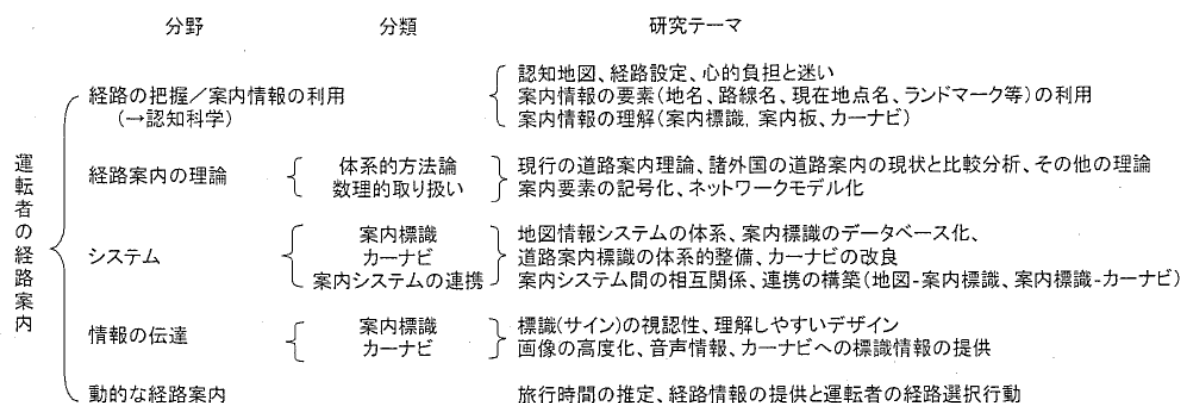 分野 分類 研究テーマ
運転者の経路案内
経路の把握／案内情報の利用
(→認知科学)
認知地図、経路設定、心的負担と迷い
案内情報の要素(地名、路線名、現在地点名、ランドマーク等)の利用
案内情報の理解(案内標識, 案内板、カーナビ)
経路案内の理論
体系的方法論
数理的取り扱い
現行の道路案内理論、諸外国の道路案内の現状と比較分析、その他の理論
案内要素の記号化、ネットワークモデル化
システム
案内標識
カーナビ
案内システムの連携
地図情報システムの体系、案内標識のデータベース化、
道路案内標識の体系的整備、カーナビの改良
案内システム間の相互関係、連携の構築(地図-案内標識、案内標識-カーナビ)
情報の伝達
案内標識
カーナビ
標識(サイン)の視認性、理解しやすいデザイン
画像の高度化、音声情報、カーナビへの標識情報の提供
動的な経路案内
旅行時間の推定、経路情報の提供と運転者の経路選択行動